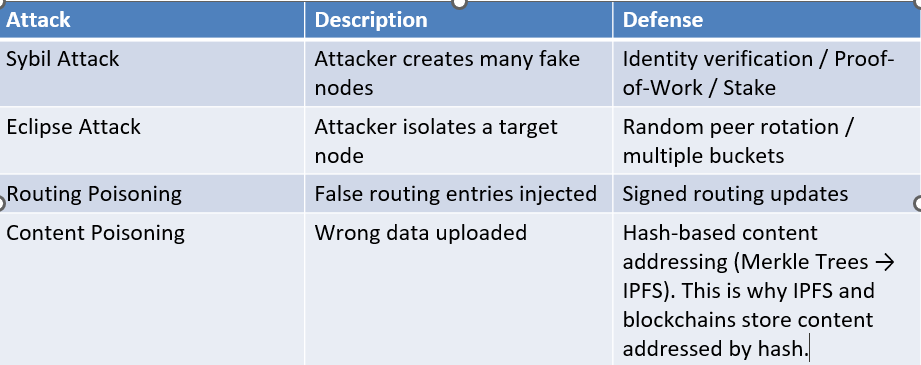 Attack Description Defense
Sybil Attack Attacker creates many fake Identity verification / Proof-
nodes of-Work / Stake
Eclipse Attack Attacker isolates a target Random peer rotation /
node multiple buckets
Routing Poisoning False routing entries injected Signed routing updates
Content Poisoning Wrong data uploaded Hash-based content
addressing (Merkle Trees →
IPFS). This is why IPFS and
blockchains store content
addressed by hash.